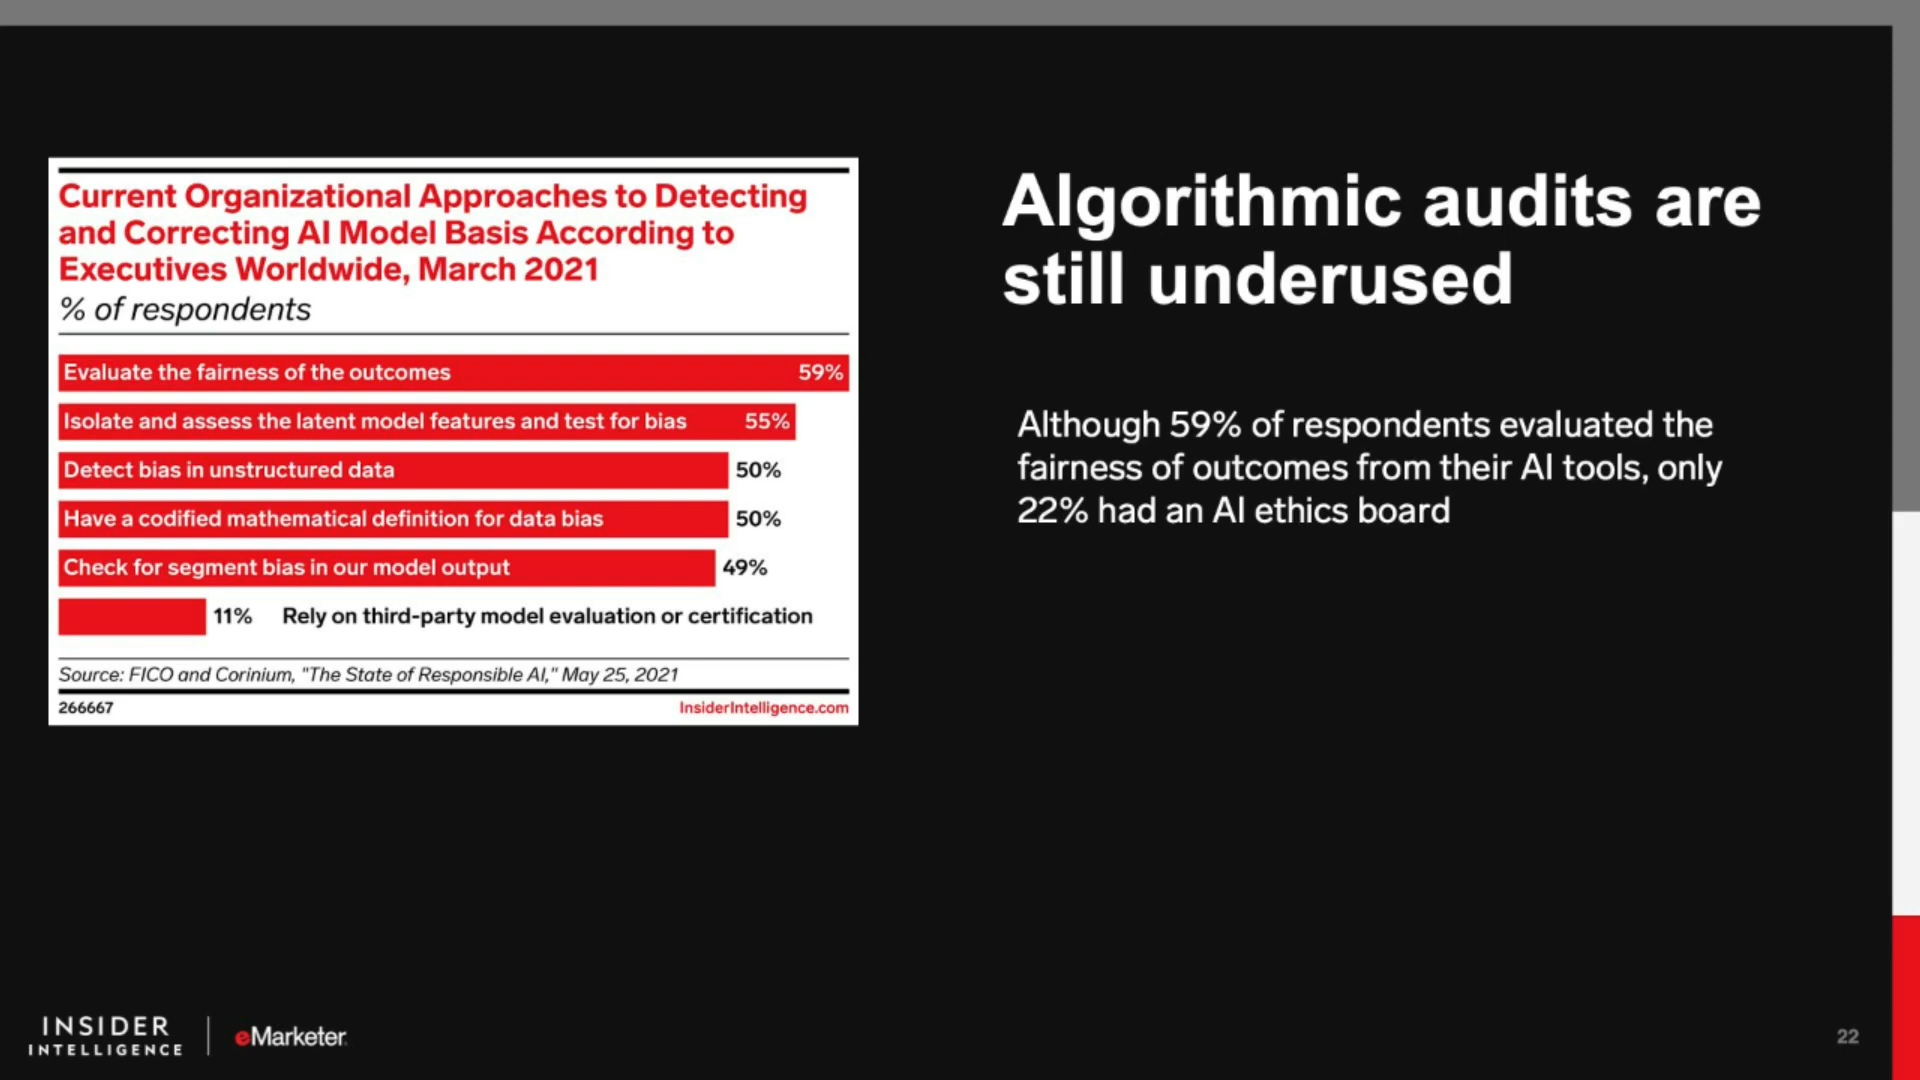 Current Organizational Approaches to Detecting
and Correcting AI Model Basis According to
Executives Worldwide, March 2021
% of respondents
Evaluate the fairness of the outcomes 59%
Isolate and assess the latent model features and test for bias 55%
Detect bias in unstructured data 50%
Have a codified mathematical definition for data bias 50%
Check for segment bias in our model output 49%
11% Rely on third-party model evaluation or certification
Source: FICO and Corinium, "The State of Responsible AI," May 25, 2021
266667 InsiderIntelligence.com
Algorithmic audits are
still underused
Although 59% of respondents evaluated the
fairness of outcomes from their AI tools, only
22% had an AI ethics board
INSIDER
INTELLIGENCE
eMarketer
22